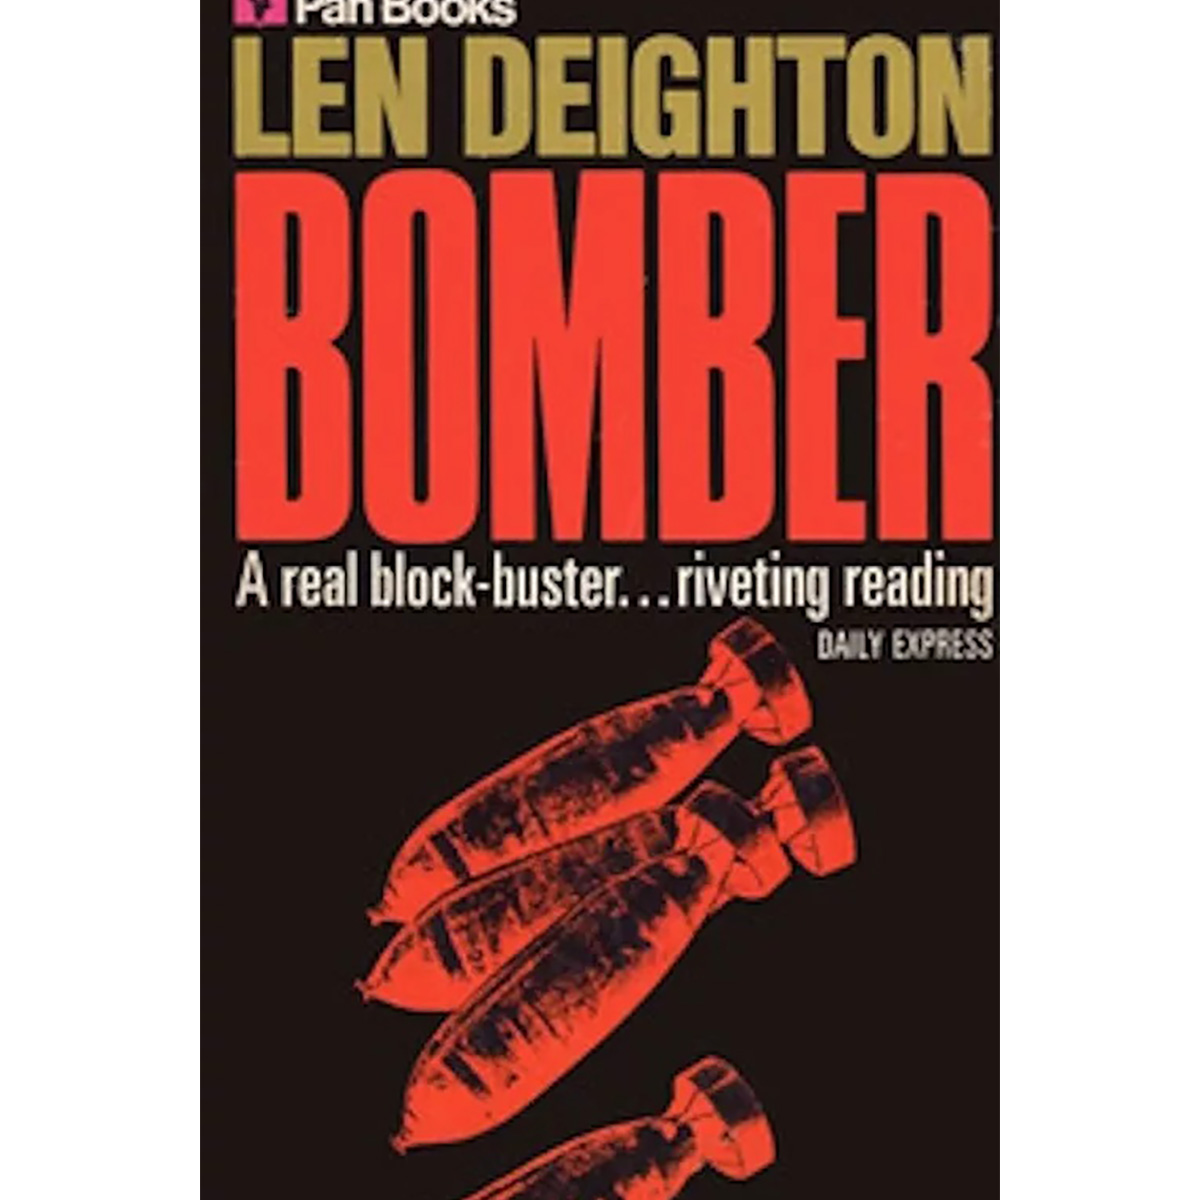 Pan Books
LEN DEIGHTON
BOMBER
A real block-buster...riveting reading
DAILY EXPRESS